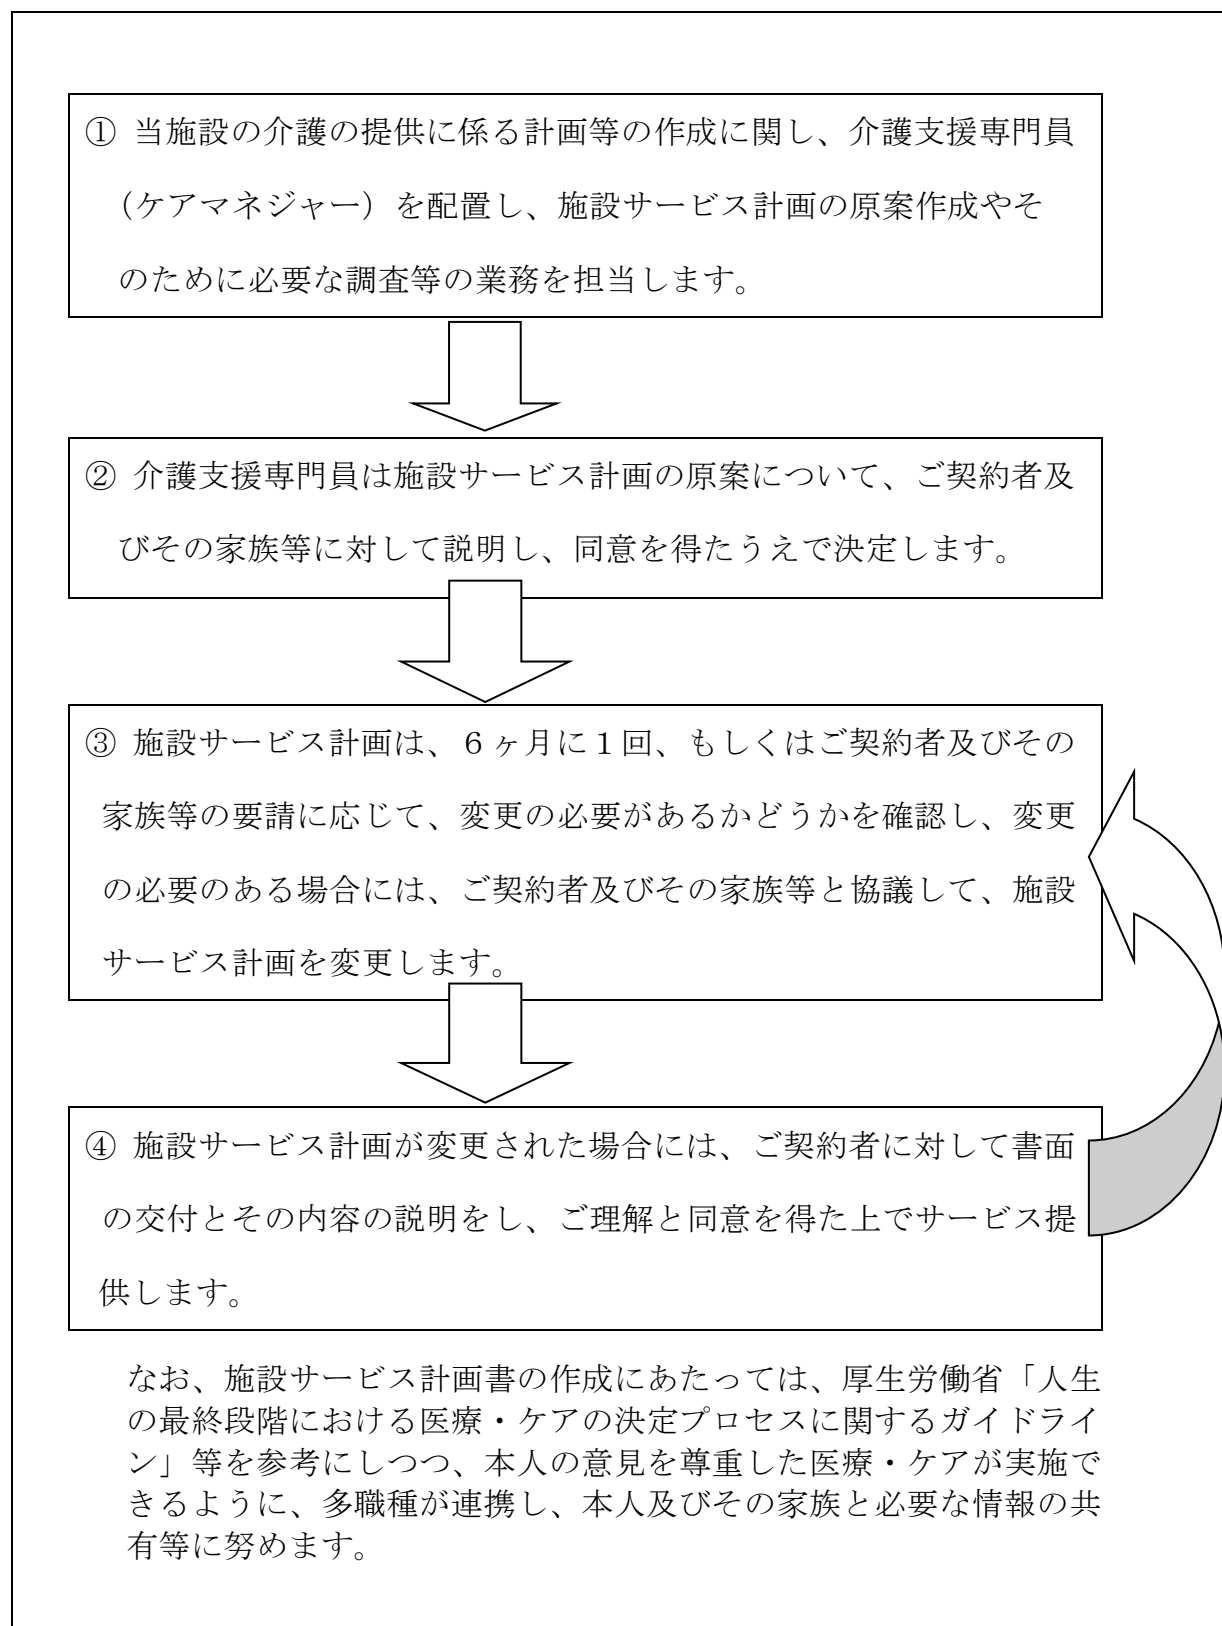 ① 当施設の介護の提供に係る計画等の作成に関し、介護支援専門員
（ケアマネジャー）を配置し、施設サービス計画の原案作成やそ
のために必要な調査等の業務を担当します。
② 介護支援専門員は施設サービス計画の原案について、ご契約者及
びその家族等に対して説明し、同意を得たうえで決定します。
③ 施設サービス計画は、６ヶ月に１回、もしくはご契約者及びその
家族等の要請に応じて、変更の必要があるかどうかを確認し、変更
の必要のある場合には、ご契約者及びその家族等と協議して、施設
サービス計画を変更します。
④ 施設サービス計画が変更された場合には、ご契約者に対して書面
の交付とその内容の説明をし、ご理解と同意を得た上でサービス提
供します。
なお、施設サービス計画書の作成にあたっては、厚生労働省「人生
の最終段階における医療・ケアの決定プロセスに関するガイドライ
ン」等を参考にしつつ、本人の意見を尊重した医療・ケアが実施で
きるように、多職種が連携し、本人及びその家族と必要な情報の共
有等に努めます。